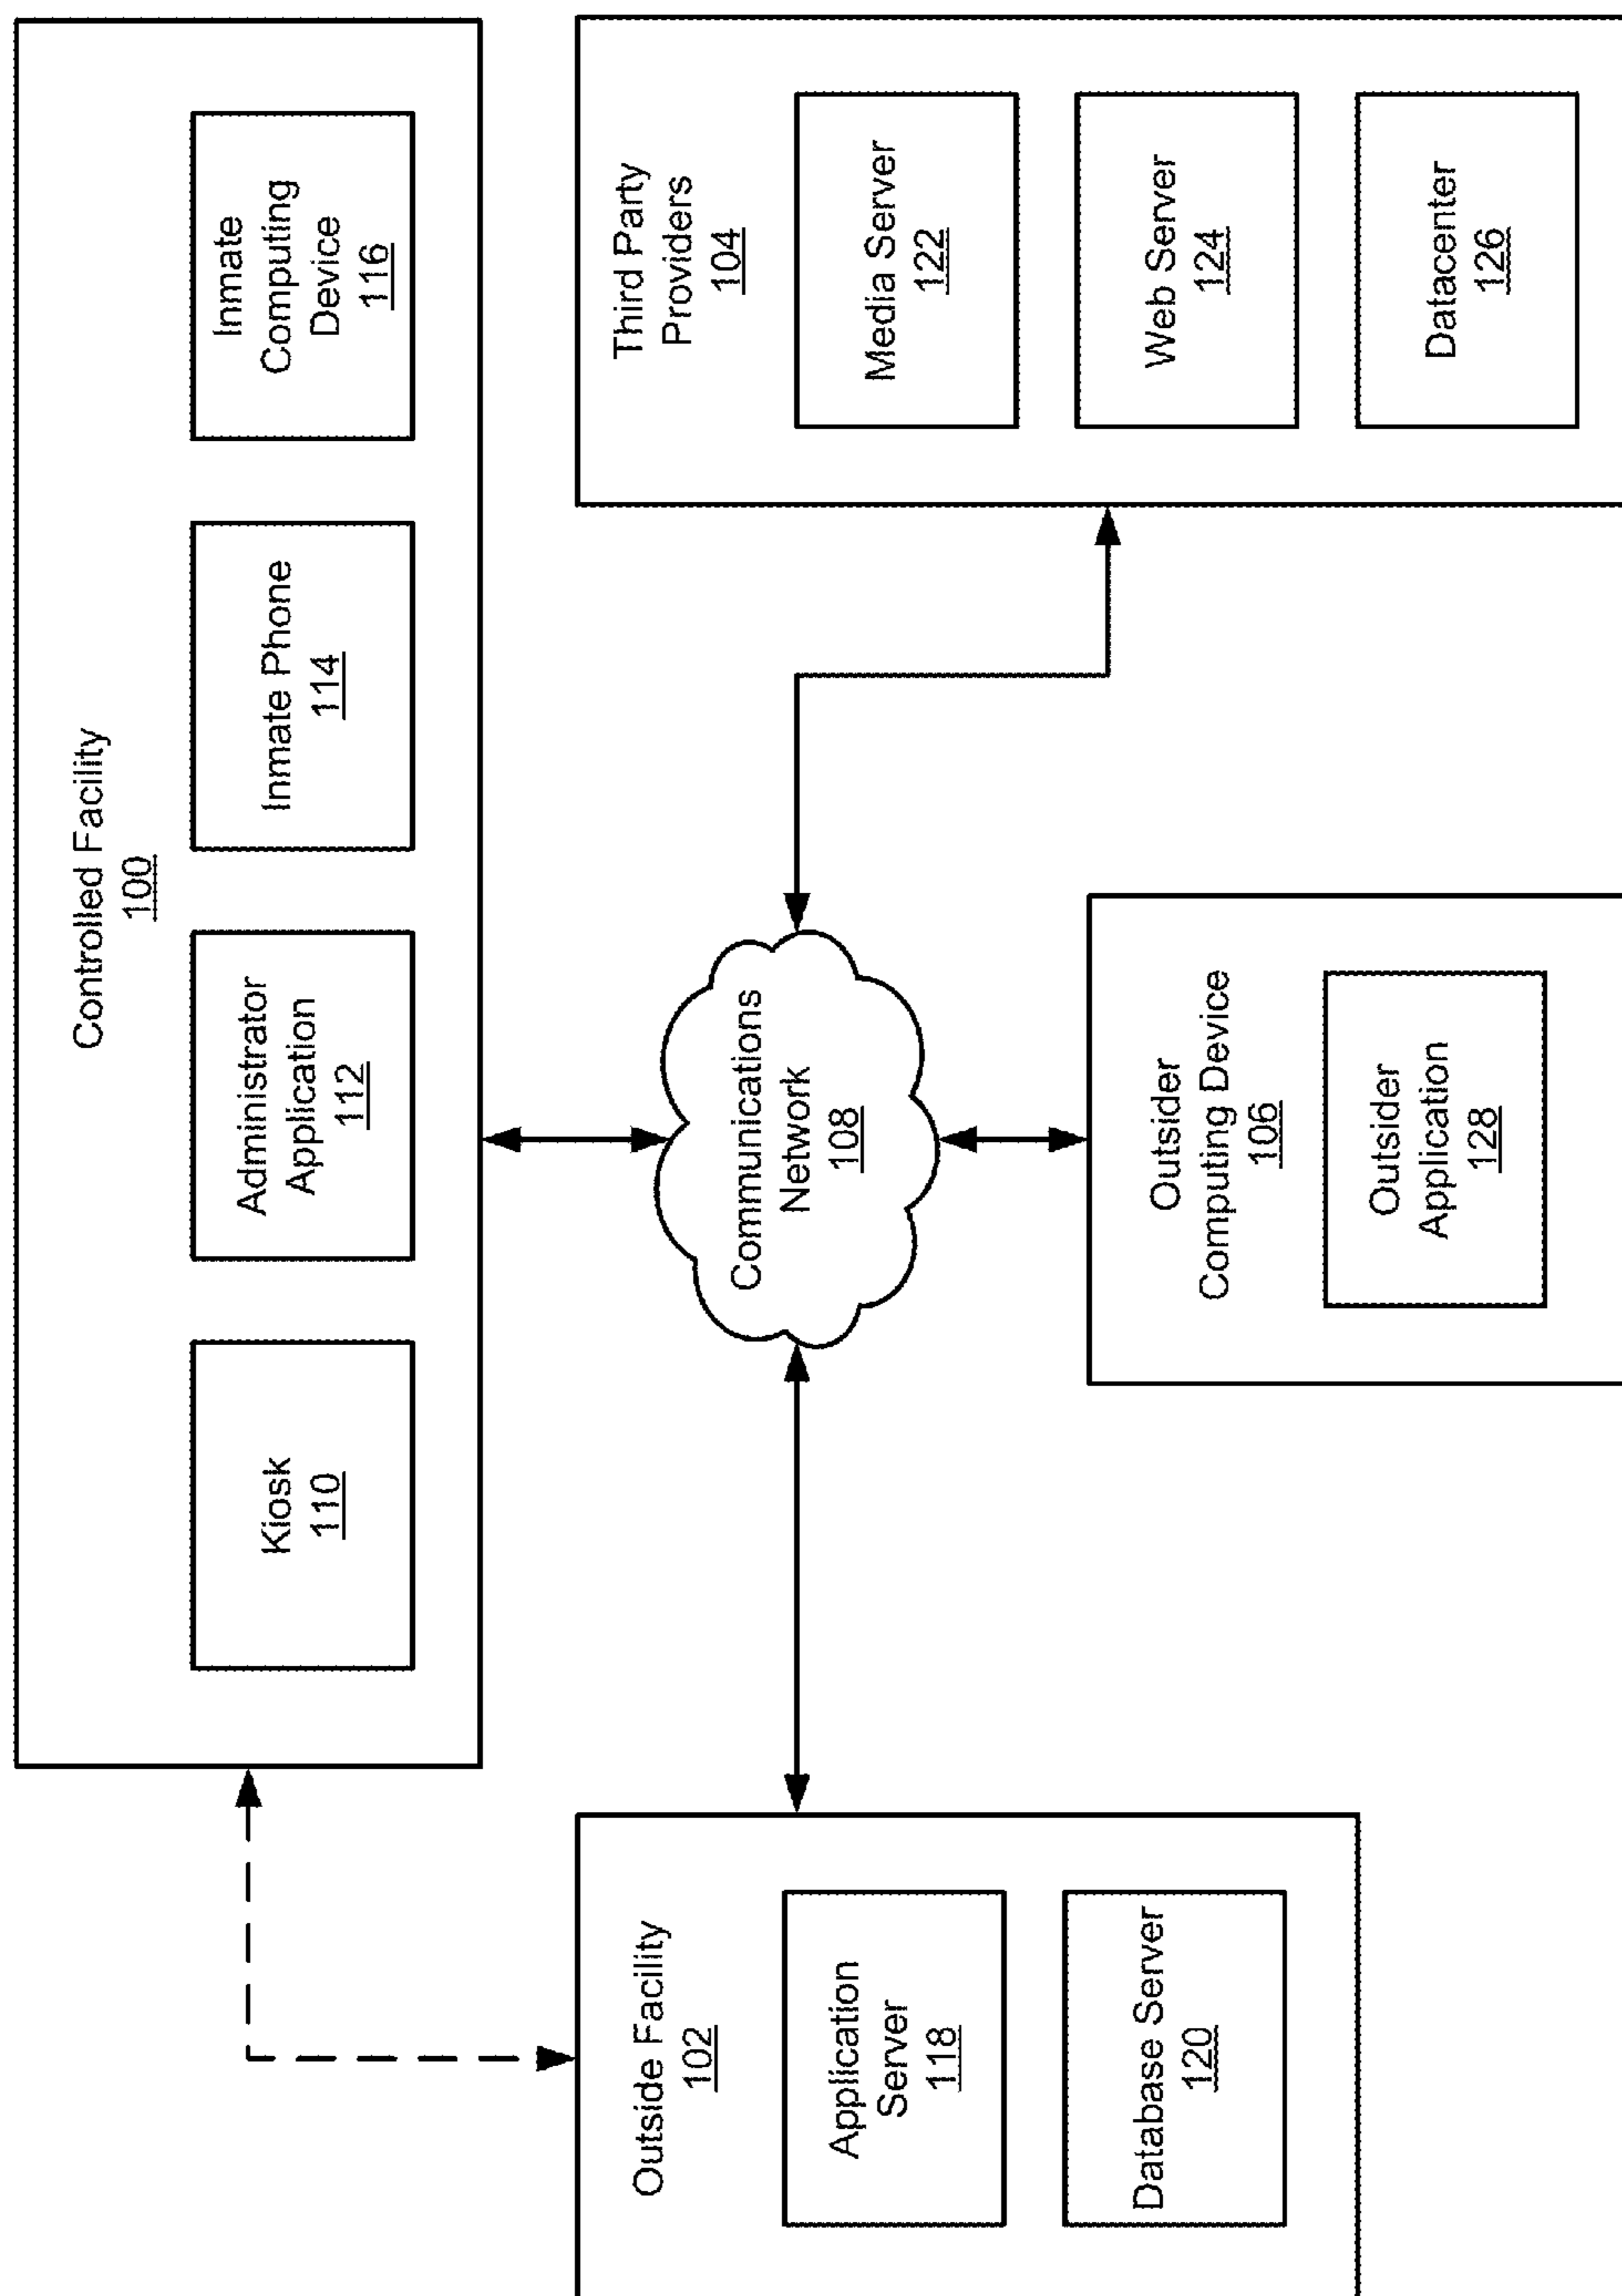 Controlled Facility
100
Kiosk
110
Administrator
Application
112
Inmate Phone
114
Inmate
Computing
Device
116
Communications
Network
108
Outside Facility
102
Application
Server
118
Database Server
120
Outsider
Computing Device
106
Outsider
Application
128
Third Party
Providers
104
Media Server
122
Web Server
124
Datacenter
126